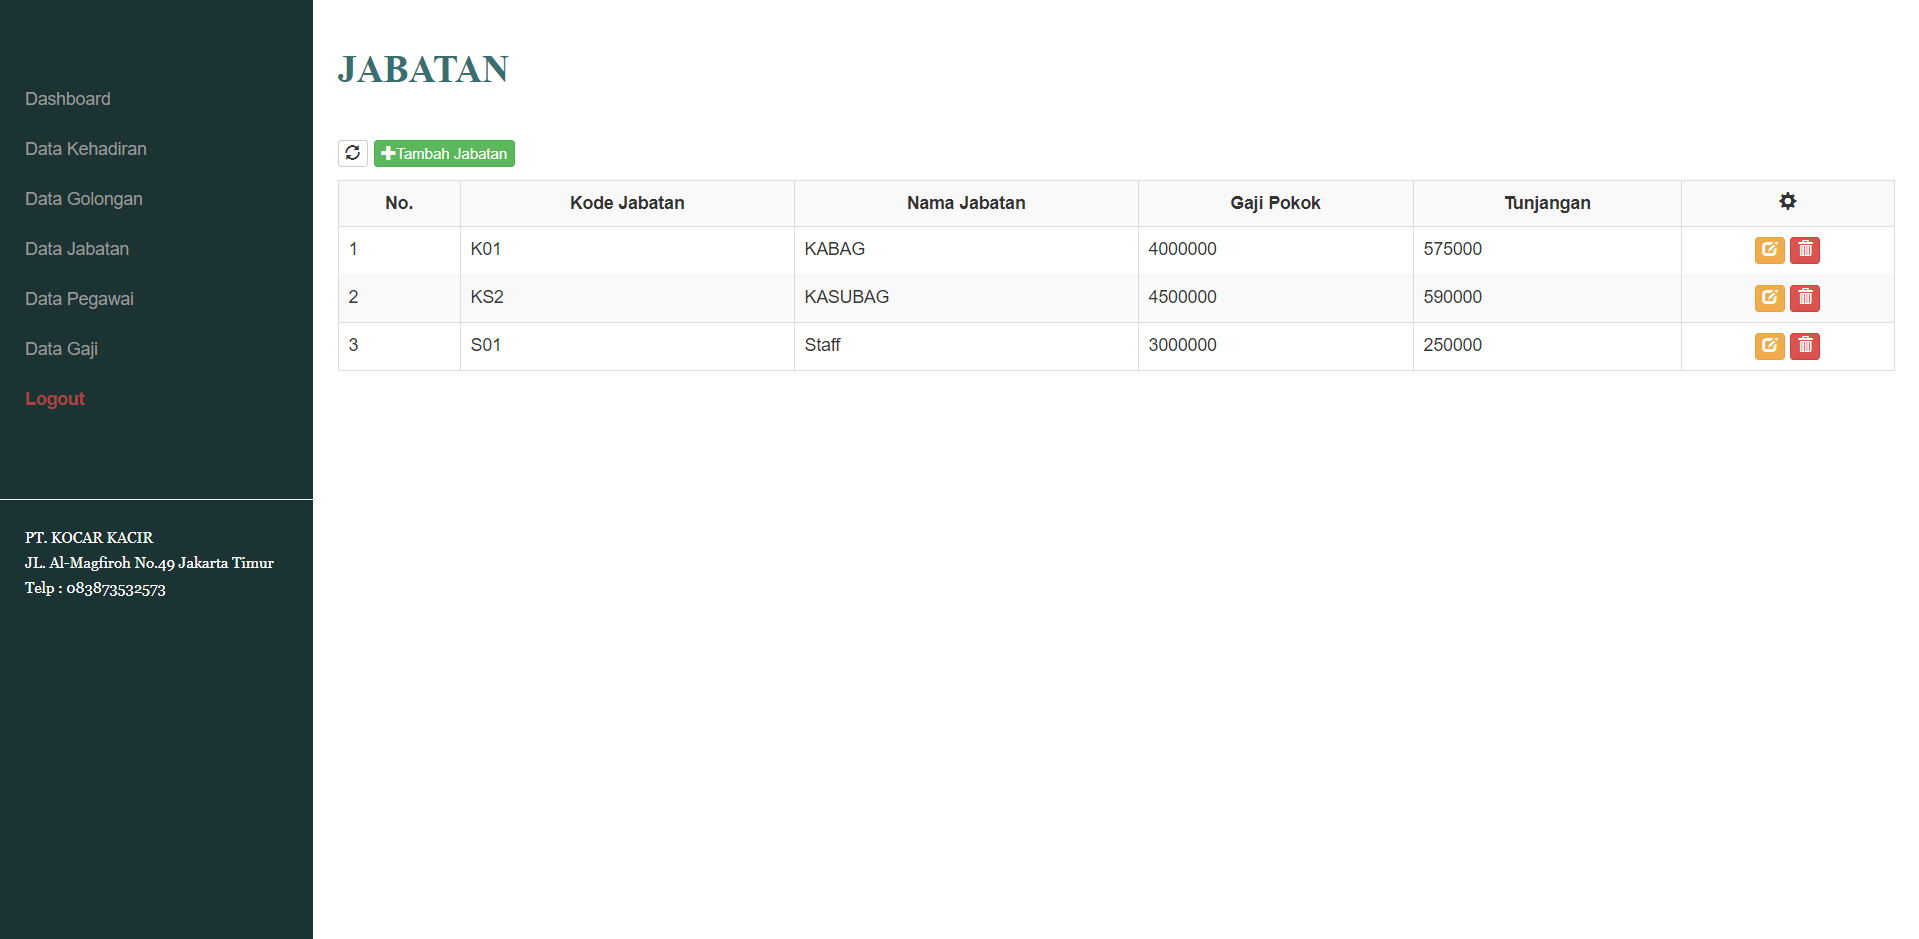 Dashboard
Data Kehadiran
Data Golongan
Data Jabatan
Data Pegawai
Data Gaji
Logout
PT. KOCAR KACIR
JL. Al-Magfiroh No.49 Jakarta Timur
Telp : 083873532573
JABATAN
Tambah Jabatan
No. Kode Jabatan Nama Jabatan Gaji Pokok Tunjangan
1 K01 KABAG 4000000 575000
2 KS2 KASUBAG 4500000 590000
3 S01 Staff 3000000 250000